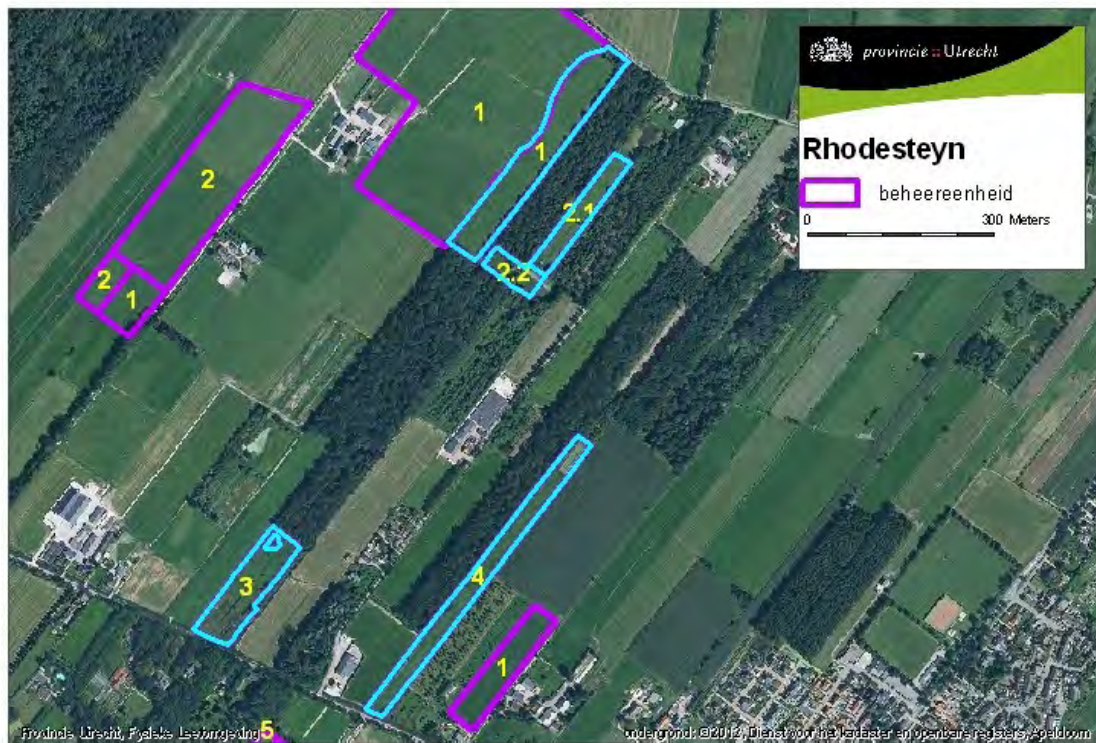 provincie :: Utrecht
Rhodesteyn
beheereenheid
0 300 Meters
1
2
1
2.1
2.2
2
1
3
4
1
5
Provincie Utrecht, Fysieke Leefomgeving
ondergrond: ©2012, Dienst voor het kadaster en openbare registers, Apeldoorn